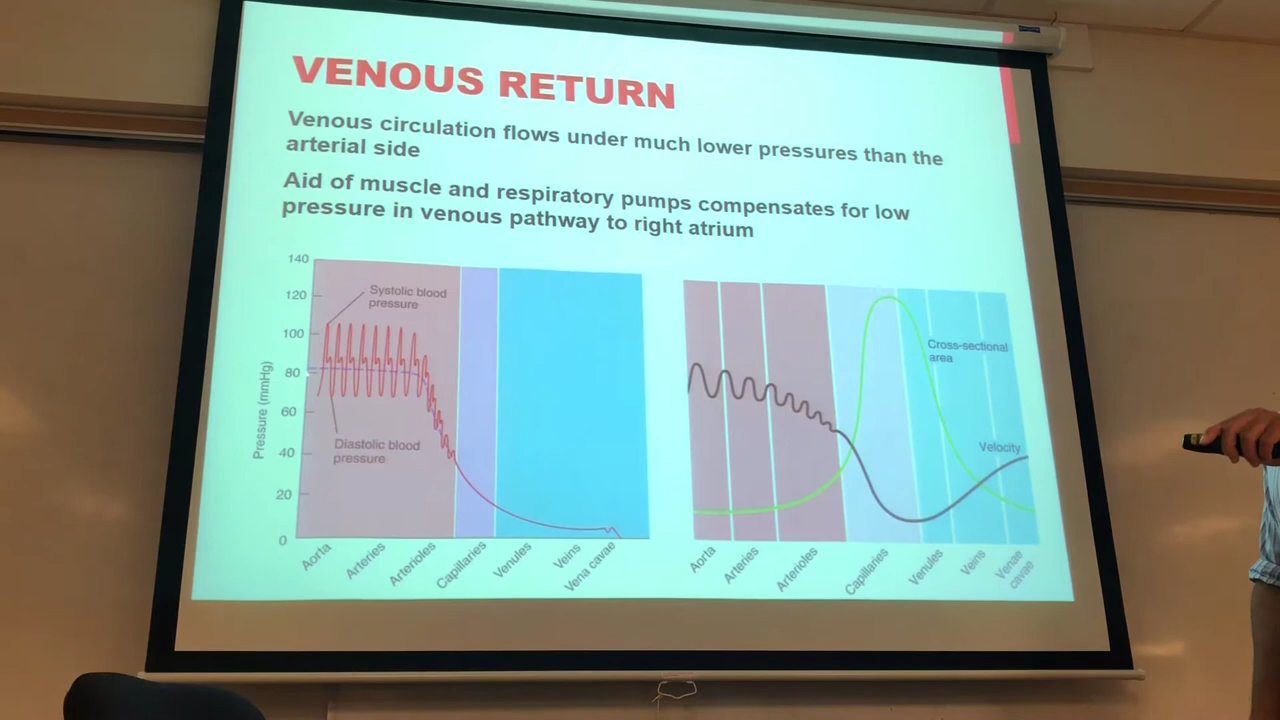 VENOUS RETURN
Venous circulation flows under much lower pressures than the
arterial side
Aid of muscle and respiratory pumps compensates for low
pressure in venous pathway to right atrium
140
120
100
80
60
40
20
0
Pressure (mmHg)
Systolic blood
pressure
Diastolic blood
pressure
Aorta
Arteries
Arterioles
Capillaries
Venules
Veins
Vena cavae
Cross-sectional
area
Velocity
Aorta
Arteries
Arterioles
Capillaries
Venules
Veins
Venae
cavae